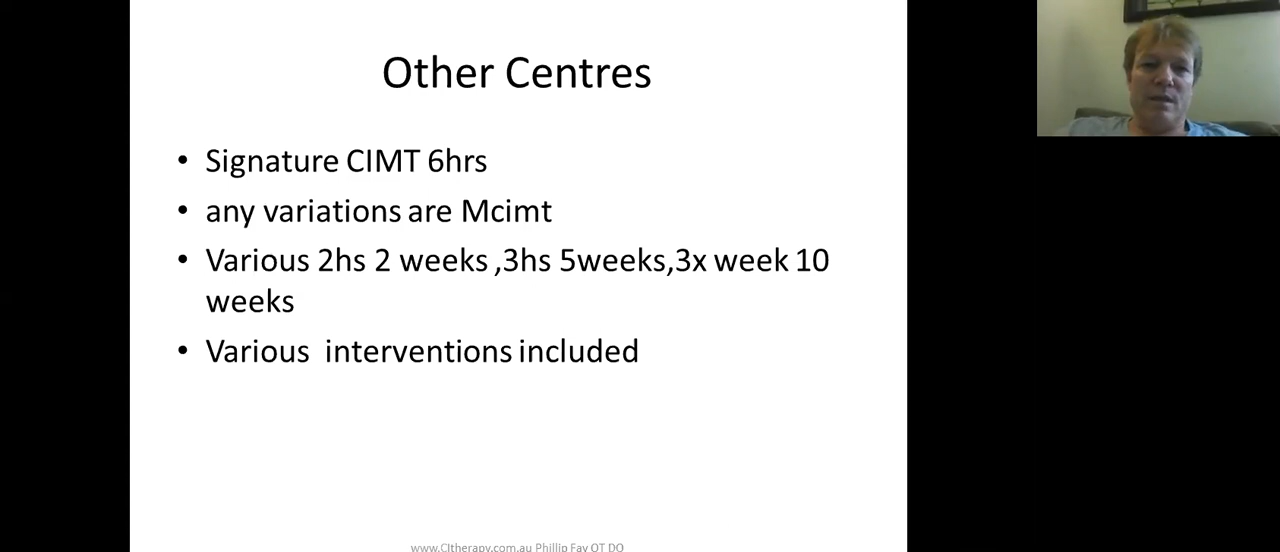 Other Centres
• Signature CIMT 6hrs
• any variations are Mcimt
• Various 2hs 2 weeks ,3hs 5weeks,3x week 10
weeks
• Various  interventions included
www.CItherapy.com.au Phillip Fay OT DO